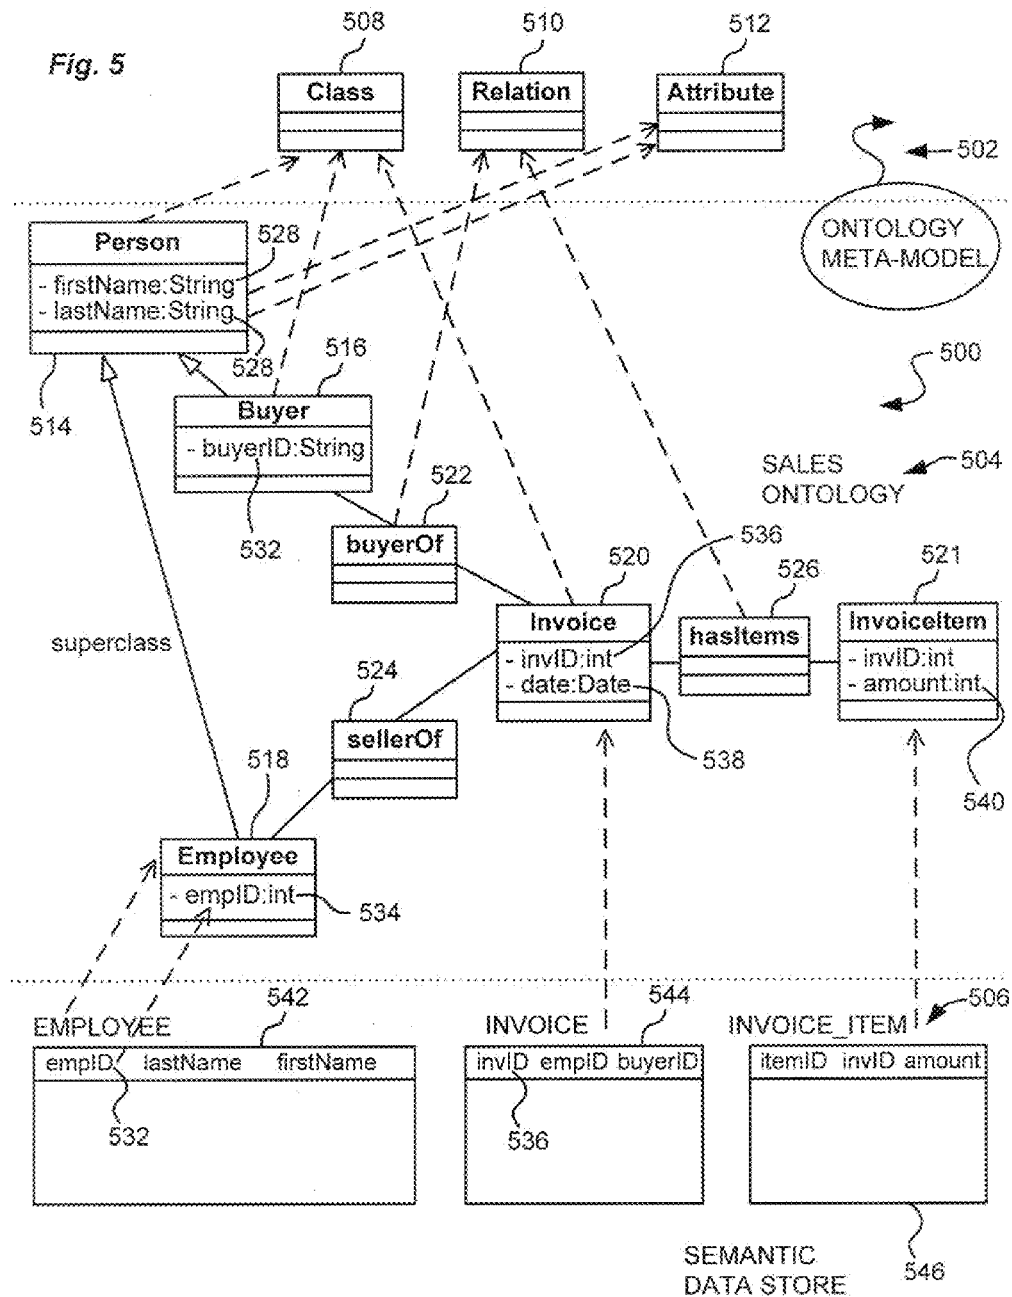 Fig. 5
508
510
512
Class
Relation
Attribute
502
ONTOLOGY
META-MODEL
Person
- firstName:String
- lastName:String
528
528
514
516
500
Buyer
- buyerID:String
532
522
SALES
ONTOLOGY
504
buyerOf
536
520
526
521
Invoice
- invID:int
- date:Date
hasItems
InvoiceItem
- invID:int
- amount:int
superclass
524
sellerOf
538
540
518
Employee
- empID:int
534
542
544
506
EMPLOYEE
INVOICE
INVOICE_ITEM
empID lastName firstName
invID empID buyerID
itemID invID amount
532
536
546
SEMANTIC
DATA STORE